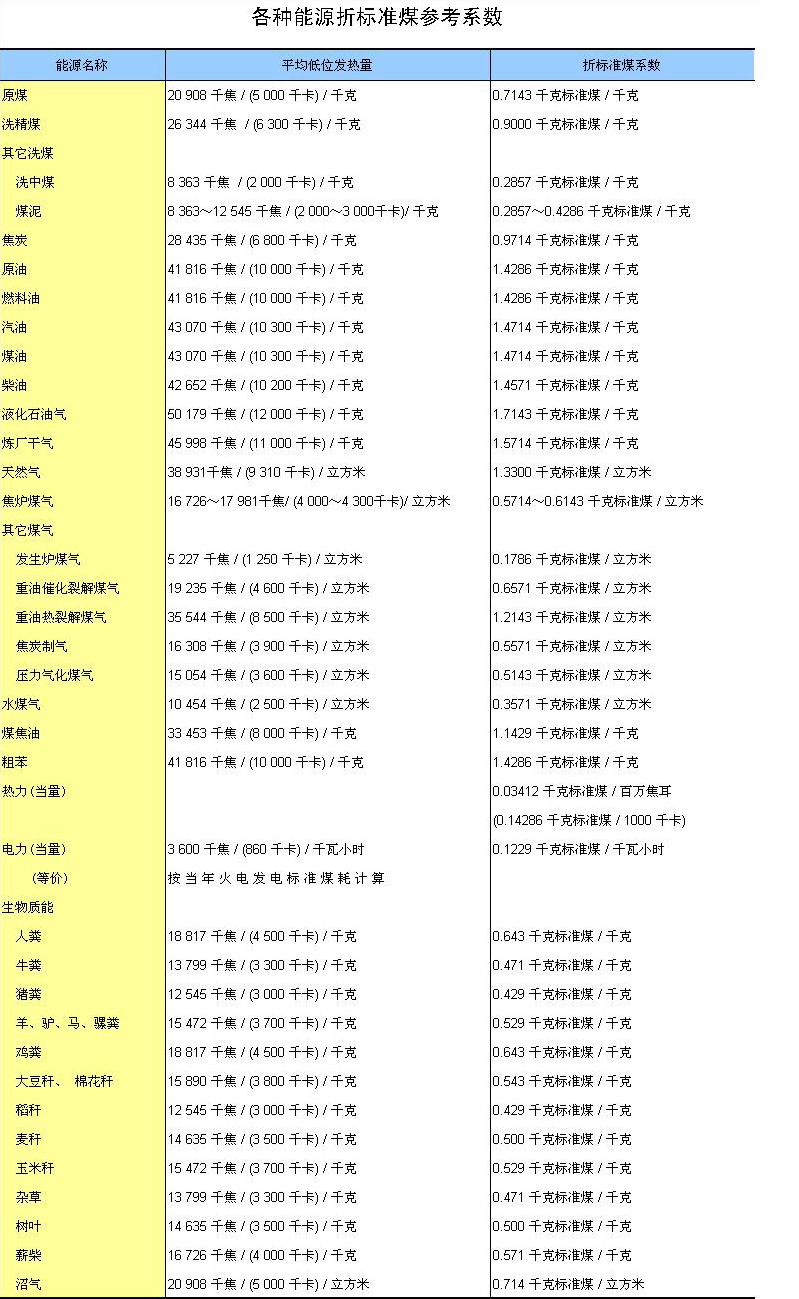 各种能源折标准煤参考系数
能源名称 平均低位发热量 折标准煤系数
原煤 20 908 千焦 / (5 000 千卡) / 千克 0.7143 千克标准煤 / 千克
洗精煤 26 344 千焦 / (6 300 千卡) / 千克 0.9000 千克标准煤 / 千克
其它洗煤
洗中煤 8 363 千焦 / (2 000 千卡) / 千克 0.2857 千克标准煤 / 千克
煤泥 8 363～12 545 千焦 / (2 000～3 000千卡)/ 千克 0.2857～0.4286 千克标准煤 / 千克
焦炭 28 435 千焦 / (6 800 千卡) / 千克 0.9714 千克标准煤 / 千克
原油 41 816 千焦 / (10 000 千卡) / 千克 1.4286 千克标准煤 / 千克
燃料油 41 816 千焦 / (10 000 千卡) / 千克 1.4286 千克标准煤 / 千克
汽油 43 070 千焦 / (10 300 千卡) / 千克 1.4714 千克标准煤 / 千克
煤油 43 070 千焦 / (10 300 千卡) / 千克 1.4714 千克标准煤 / 千克
柴油 42 652 千焦 / (10 200 千卡) / 千克 1.4571 千克标准煤 / 千克
液化石油气 50 179 千焦 / (12 000 千卡) / 千克 1.7143 千克标准煤 / 千克
炼厂干气 45 998 千焦 / (11 000 千卡) / 千克 1.5714 千克标准煤 / 千克
天然气 38 931千焦 / (9 310 千卡) / 立方米 1.3300 千克标准煤 / 立方米
焦炉煤气 16 726～17 981千焦/ (4 000～4 300千卡)/ 立方米 0.5714～0.6143 千克标准煤 / 立方米
其它煤气
发生炉煤气 5 227 千焦 / (1 250 千卡) / 立方米 0.1786 千克标准煤 / 立方米
重油催化裂解煤气 19 235 千焦 / (4 600 千卡) / 立方米 0.6571 千克标准煤 / 立方米
重油热裂解煤气 35 544 千焦 / (8 500 千卡) / 立方米 1.2143 千克标准煤 / 立方米
焦炭制气 16 308 千焦 / (3 900 千卡) / 立方米 0.5571 千克标准煤 / 立方米
压力气化煤气 15 054 千焦 / (3 600 千卡) / 立方米 0.5143 千克标准煤 / 立方米
水煤气 10 454 千焦 / (2 500 千卡) / 立方米 0.3571 千克标准煤 / 立方米
煤焦油 33 453 千焦 / (8 000 千卡) / 千克 1.1429 千克标准煤 / 千克
粗苯 41 816 千焦 / (10 000 千卡) / 千克 1.4286 千克标准煤 / 千克
热力(当量) 0.03412 千克标准煤 / 百万焦耳
(0.14286 千克标准煤 / 1000 千卡)
电力(当量) 3 600 千焦 / (860 千卡) / 千瓦小时 0.1229 千克标准煤 / 千瓦小时
(等价) 按当年火电发电标准煤耗计算
生物质能
人粪 18 817 千焦 / (4 500 千卡) / 千克 0.643 千克标准煤 / 千克
牛粪 13 799 千焦 / (3 300 千卡) / 千克 0.471 千克标准煤 / 千克
猪粪 12 545 千焦 / (3 000 千卡) / 千克 0.429 千克标准煤 / 千克
羊、驴、马、骡粪 15 472 千焦 / (3 700 千卡) / 千克 0.529 千克标准煤 / 千克
鸡粪 18 817 千焦 / (4 500 千卡) / 千克 0.643 千克标准煤 / 千克
大豆秆、 棉花秆 15 890 千焦 / (3 800 千卡) / 千克 0.543 千克标准煤 / 千克
稻秆 12 545 千焦 / (3 000 千卡) / 千克 0.429 千克标准煤 / 千克
麦秆 14 635 千焦 / (3 500 千卡) / 千克 0.500 千克标准煤 / 千克
玉米秆 15 472 千焦 / (3 700 千卡) / 千克 0.529 千克标准煤 / 千克
杂草 13 799 千焦 / (3 300 千卡) / 千克 0.471 千克标准煤 / 千克
树叶 14 635 千焦 / (3 500 千卡) / 千克 0.500 千克标准煤 / 千克
薪柴 16 726 千焦 / (4 000 千卡) / 千克 0.571 千克标准煤 / 千克
沼气 20 908 千焦 / (5 000 千卡) / 立方米 0.714 千克标准煤 / 立方米